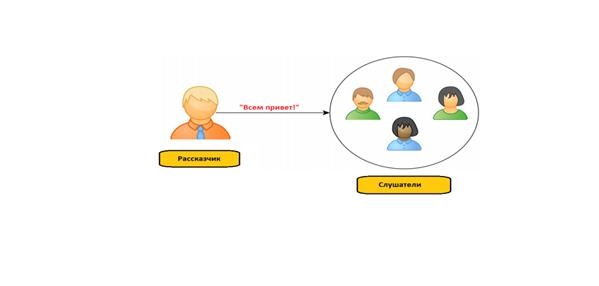 "Всем привет!"
Рассказчик
Слушатели